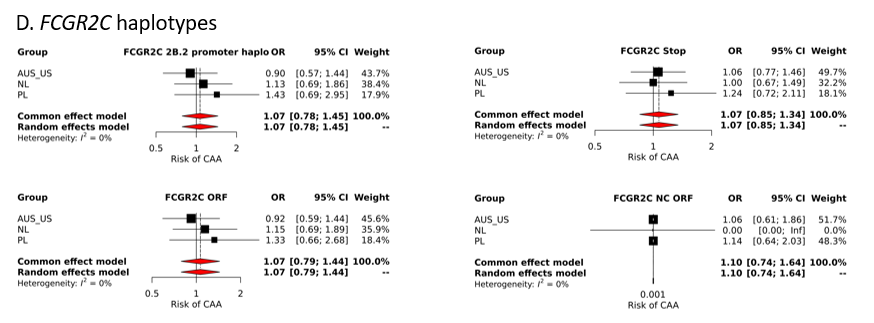 D. FCGR2C haplotypes
Group FCGR2C 2B.2 promoter haplo OR 95% CI Weight
AUS_US 0.90 [0.57; 1.44] 43.7%
NL 1.13 [0.69; 1.86] 38.4%
PL 1.43 [0.69; 2.95] 17.9%
Common effect model 1.07 [0.78; 1.45] 100.0%
Random effects model 1.07 [0.78; 1.45] --
Heterogeneity: I² = 0%
0.5 1 2
Risk of CAA
Group FCGR2C Stop OR 95% CI Weight
AUS_US 1.06 [0.77; 1.46] 49.7%
NL 1.00 [0.67; 1.49] 32.2%
PL 1.24 [0.72; 2.11] 18.1%
Common effect model 1.07 [0.85; 1.34] 100.0%
Random effects model 1.07 [0.85; 1.34] --
Heterogeneity: I² = 0%
0.5 1 2
Risk of CAA
Group FCGR2C ORF OR 95% CI Weight
AUS_US 0.92 [0.59; 1.44] 45.6%
NL 1.15 [0.69; 1.89] 35.9%
PL 1.33 [0.66; 2.68] 18.4%
Common effect model 1.07 [0.79; 1.44] 100.0%
Random effects model 1.07 [0.79; 1.44] --
Heterogeneity: I² = 0%
0.5 1 2
Risk of CAA
Group FCGR2C NC ORF OR 95% CI Weight
AUS_US 1.06 [0.61; 1.86] 51.7%
NL 0.00 [0.00; Inf] 0.0%
PL 1.14 [0.64; 2.03] 48.3%
Common effect model 1.10 [0.74; 1.64] 100.0%
Random effects model 1.10 [0.74; 1.64] --
Heterogeneity: I² = 0%
0.001
Risk of CAA